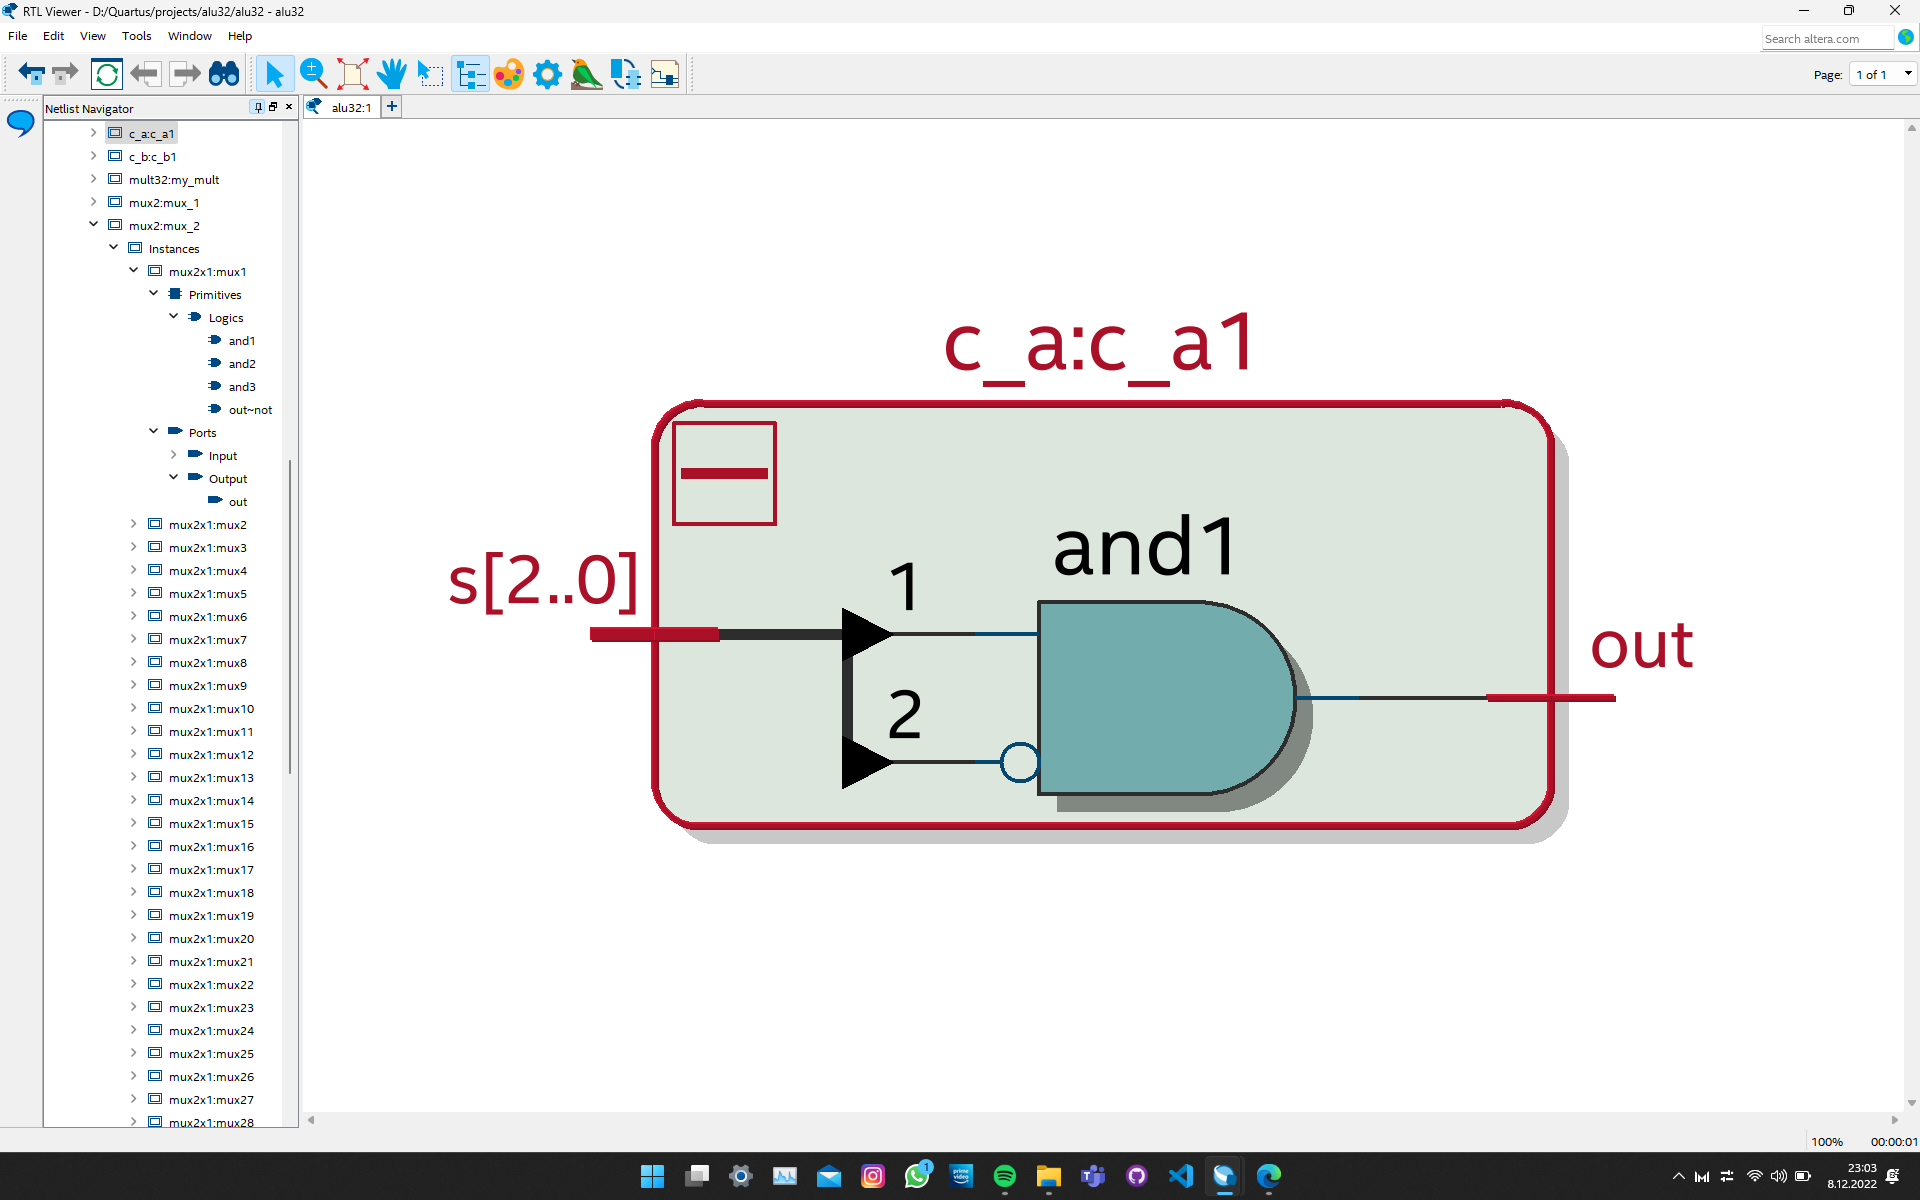 RTL Viewer - D:/Quartus/projects/alu32/alu32 - alu32
File Edit View Tools Window Help
Search altera.com
Page: 1 of 1
Netlist Navigator
alu32:1
c_a:c_a1
c_b:c_b1
mult32:my_mult
mux2:mux_1
mux2:mux_2
Instances
mux2x1:mux1
Primitives
Logics
and1
and2
and3
out~not
Ports
Input
Output
out
mux2x1:mux2
mux2x1:mux3
mux2x1:mux4
mux2x1:mux5
mux2x1:mux6
mux2x1:mux7
mux2x1:mux8
mux2x1:mux9
mux2x1:mux10
mux2x1:mux11
mux2x1:mux12
mux2x1:mux13
mux2x1:mux14
mux2x1:mux15
mux2x1:mux16
mux2x1:mux17
mux2x1:mux18
mux2x1:mux19
mux2x1:mux20
mux2x1:mux21
mux2x1:mux22
mux2x1:mux23
mux2x1:mux24
mux2x1:mux25
mux2x1:mux26
mux2x1:mux27
mux2x1:mux28
c_a:c_a1
and1
s[2..0]
1
2
out
100% 00:00:01
1
prime video
23:03
8.12.2022